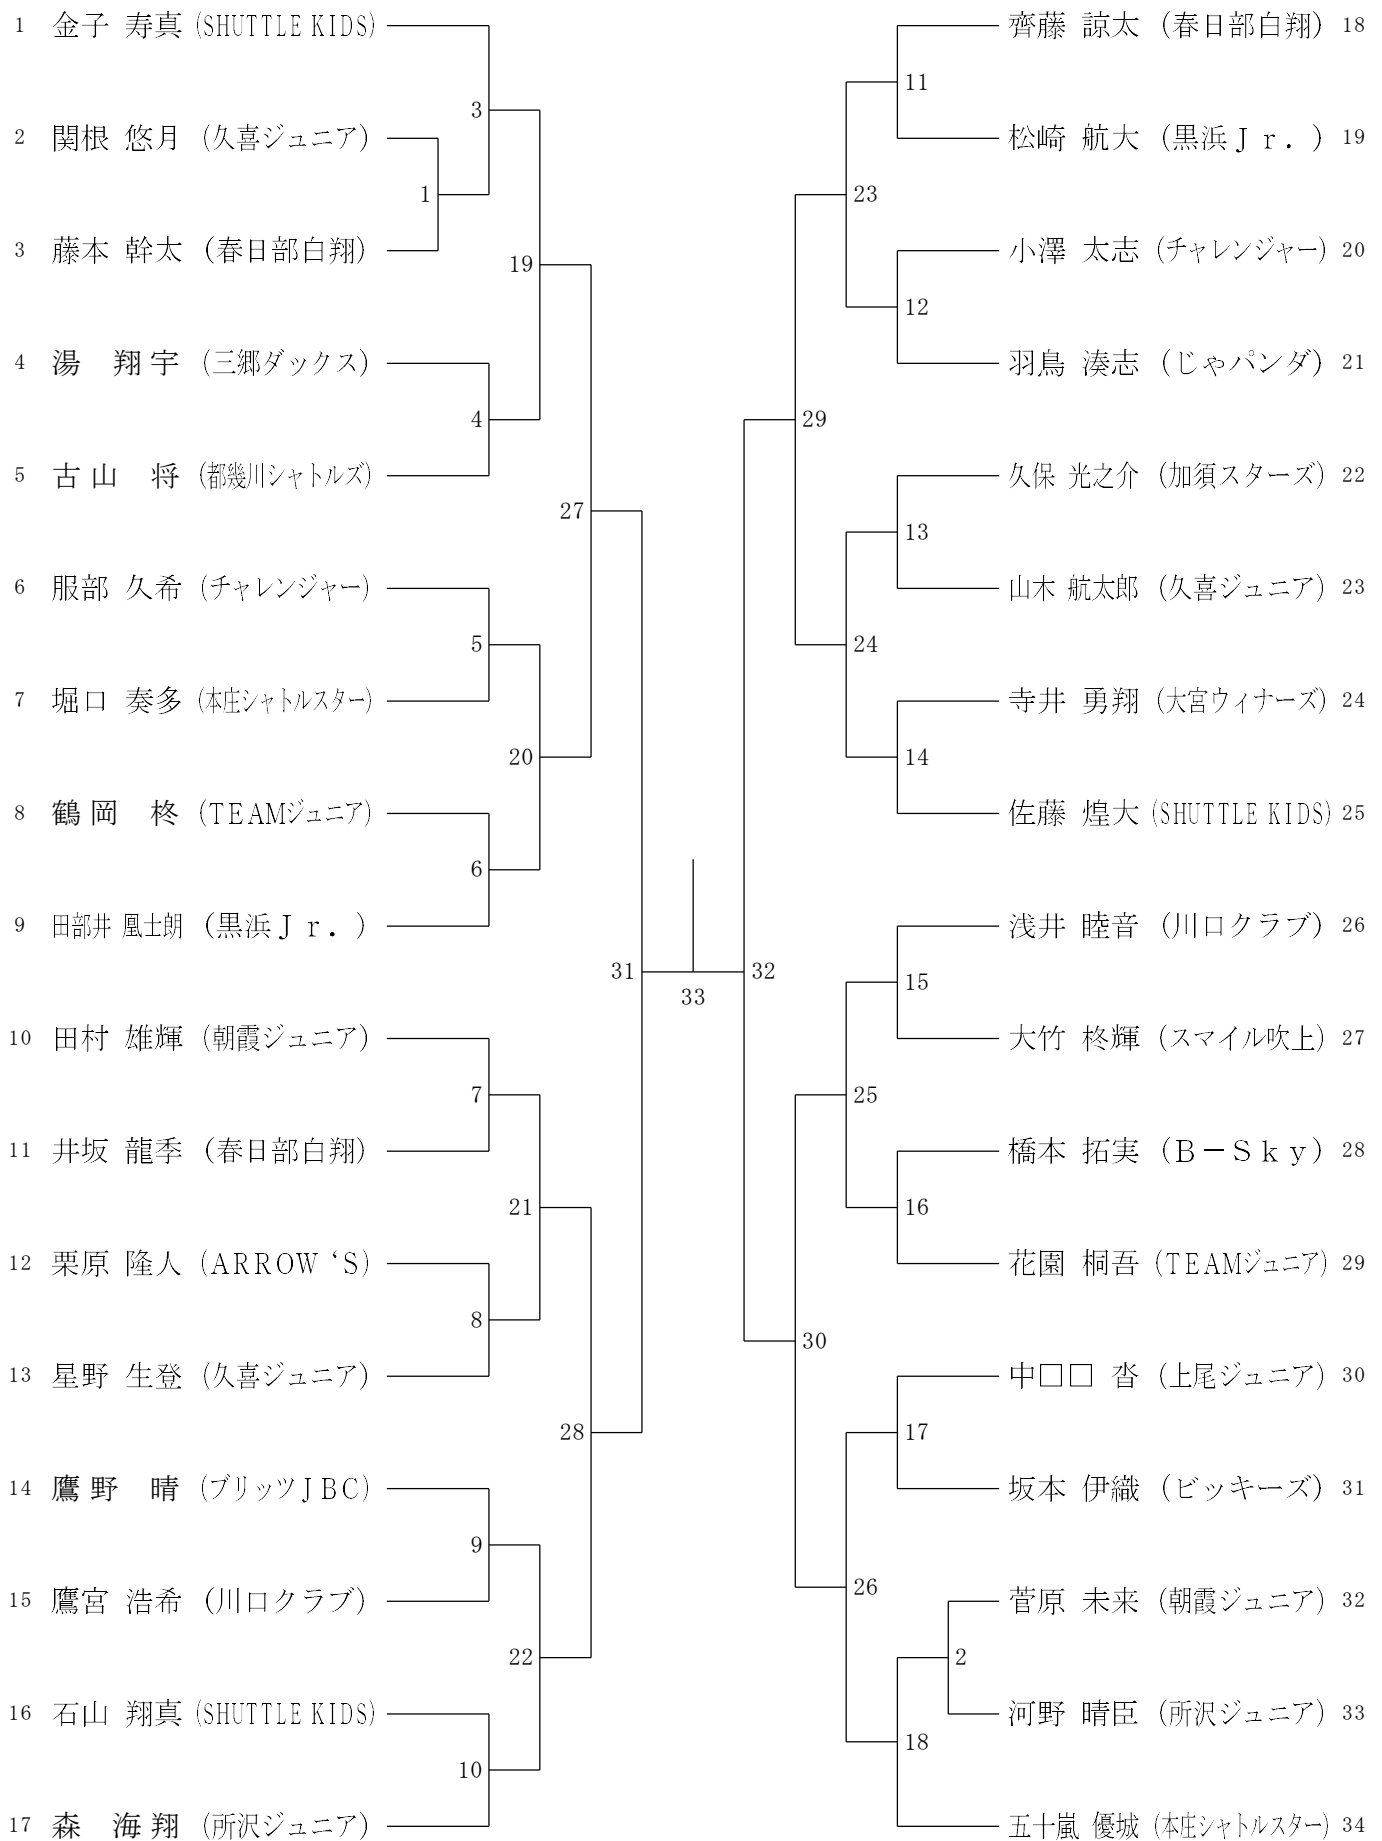 1 金子 寿真 (SHUTTLE KIDS)
2 関根 悠月 (久喜ジュニア)
3 藤本 幹太 (春日部白翔)
4 湯 翔宇 (三郷ダックス)
5 古山 将 (都幾川シャトルズ)
6 服部 久希 (チャレンジャー)
7 堀口 奏多 (本庄シャトルスター)
8 鶴岡 柊 (TEAMジュニア)
9 田部井 凰士朗 (黒浜Jr.)
10 田村 雄輝 (朝霞ジュニア)
11 井坂 龍季 (春日部白翔)
12 栗原 隆人 (ARROW‘S)
13 星野 生登 (久喜ジュニア)
14 鷹野 晴 (ブリッツJBC)
15 鷹宮 浩希 (川口クラブ)
16 石山 翔真 (SHUTTLE KIDS)
17 森 海翔 (所沢ジュニア)
1
3
4
5
6
7
8
9
10
19
20
21
22
27
28
31
33
32
29
30
23
24
25
26
11
12
13
14
15
16
17
18
2
齊藤 諒太 (春日部白翔) 18
松崎 航大 (黒浜Jr.) 19
小澤 太志 (チャレンジャー) 20
羽鳥 湊志 (じゃパンダ) 21
久保 光之介 (加須スターズ) 22
山木 航太郎 (久喜ジュニア) 23
寺井 勇翔 (大宮ウィナーズ) 24
佐藤 煌大 (SHUTTLE KIDS) 25
浅井 睦音 (川口クラブ) 26
大竹 柊輝 (スマイル吹上) 27
橋本 拓実 (B－Sky) 28
花園 桐吾 (TEAMジュニア) 29
中□□ 沓 (上尾ジュニア) 30
坂本 伊織 (ビッキーズ) 31
菅原 未来 (朝霞ジュニア) 32
河野 晴臣 (所沢ジュニア) 33
五十嵐 優城 (本庄シャトルスター) 34